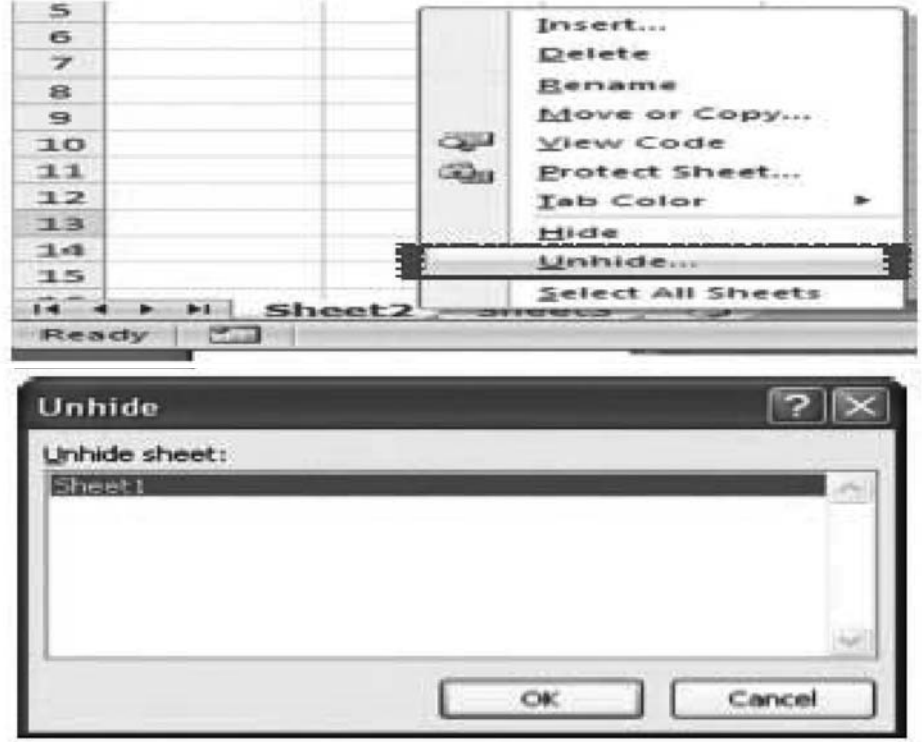 5
6
7
8
9
10
11
12
13
14
15
Insert...
Delete
Rename
Move or Copy...
View Code
Protect Sheet...
Tab Color
Hide
Unhide...
Select All Sheets
Sheet2 Sheet3
Ready
Unhide
Unhide sheet:
Sheet1
OK Cancel